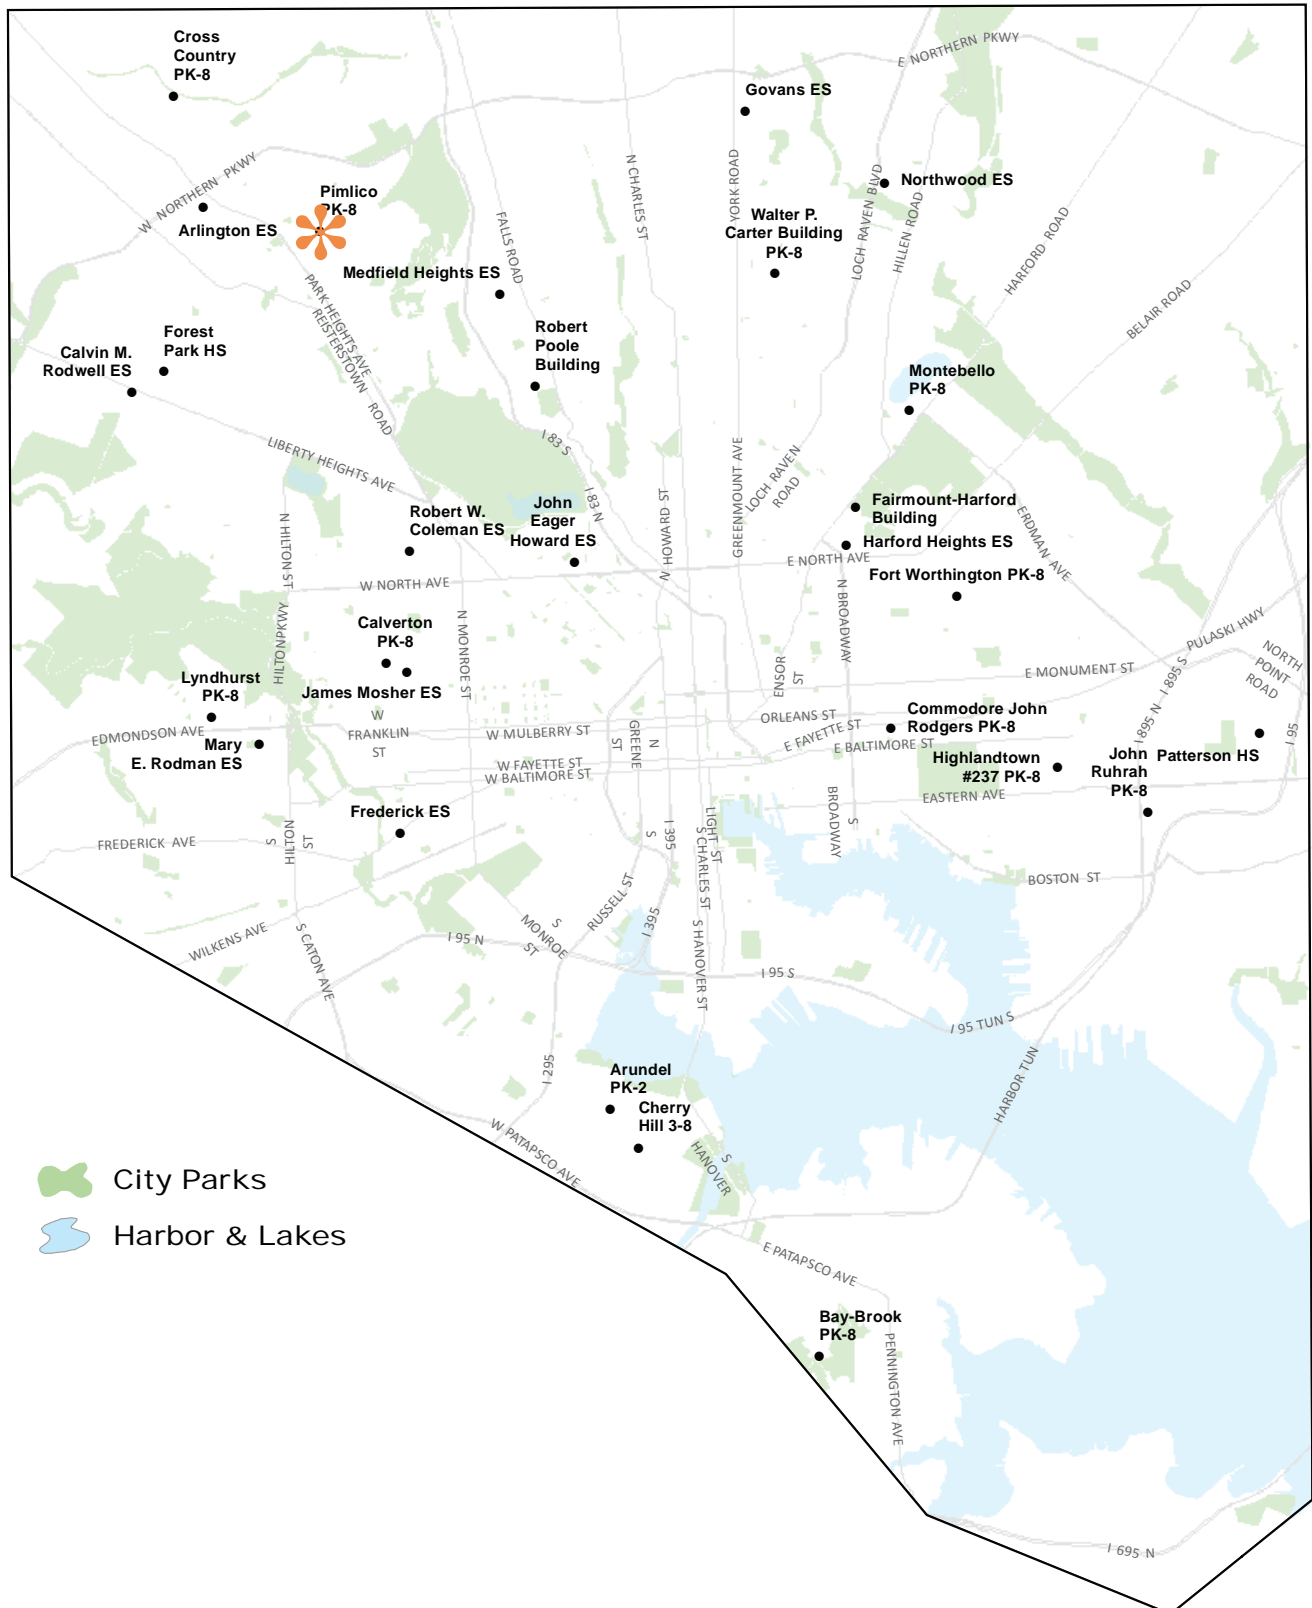 Cross
Country
PK-8
E NORTHERN PKWY
Govans ES
W NORTHERN PKWY
N CHARLES ST
YORK ROAD
LOCH RAVEN BLVD
Northwood ES
HILLEN ROAD
Pimlico
PK-8
Arlington ES
FALLS ROAD
Walter P.
Carter Building
PK-8
HARFORD ROAD
Medfield Heights ES
PARK HEIGHTS AVE
REISTERSTOWN ROAD
BELAIR ROAD
Forest
Park HS
Calvin M.
Rodwell ES
Robert
Poole
Building
Montebello
PK-8
LIBERTY HEIGHTS AVE
I 83 S
I 83 N
N HOWARD ST
GREENMOUNT AVE
LOCH RAVEN
ROAD
Robert W.
Coleman ES
John
Eager
Howard ES
Fairmount-Harford
Building
Harford Heights ES
ERDMAN AVE
N HILTON ST
W NORTH AVE
E NORTH AVE
Fort Worthington PK-8
HILTONPKWY
N MONROE ST
N BROADWAY
Calverton
PK-8
James Mosher ES
PULASKI HWY
NORTH
POINT
ROAD
Lyndhurst
PK-8
ENSOR
ST
E MONUMENT ST
I 895 S
I 895 N
EDMONDSON AVE
Mary
E. Rodman ES
W
FRANKLIN
ST
W MULBERRY ST
N
GREENE
ST
ORLEANS ST
E FAYETTE ST
E BALTIMORE ST
Commodore John
Rodgers PK-8
W FAYETTE ST
W BALTIMORE ST
Highlandtown
#237 PK-8
John
Ruhrah
PK-8
Patterson HS
I 95
EASTERN AVE
Frederick ES
FREDERICK AVE
S
HILTON
ST
S
I 395
LIGHT ST
S CHARLES ST
S
BROADWAY
BOSTON ST
WILKENS AVE
S CATON AVE
I 95 N
S
MONROE
ST
RUSSELL ST
I 395
S HANOVER ST
I 95 S
I 95 TUN S
I 295
HARBOR TUN
Arundel
PK-2
Cherry
Hill 3-8
W PATAPSCO AVE
S
HANOVER
City Parks
Harbor & Lakes
E PATAPSCO AVE
Bay-Brook
PK-8
PENNINGTON AVE
I 695 N